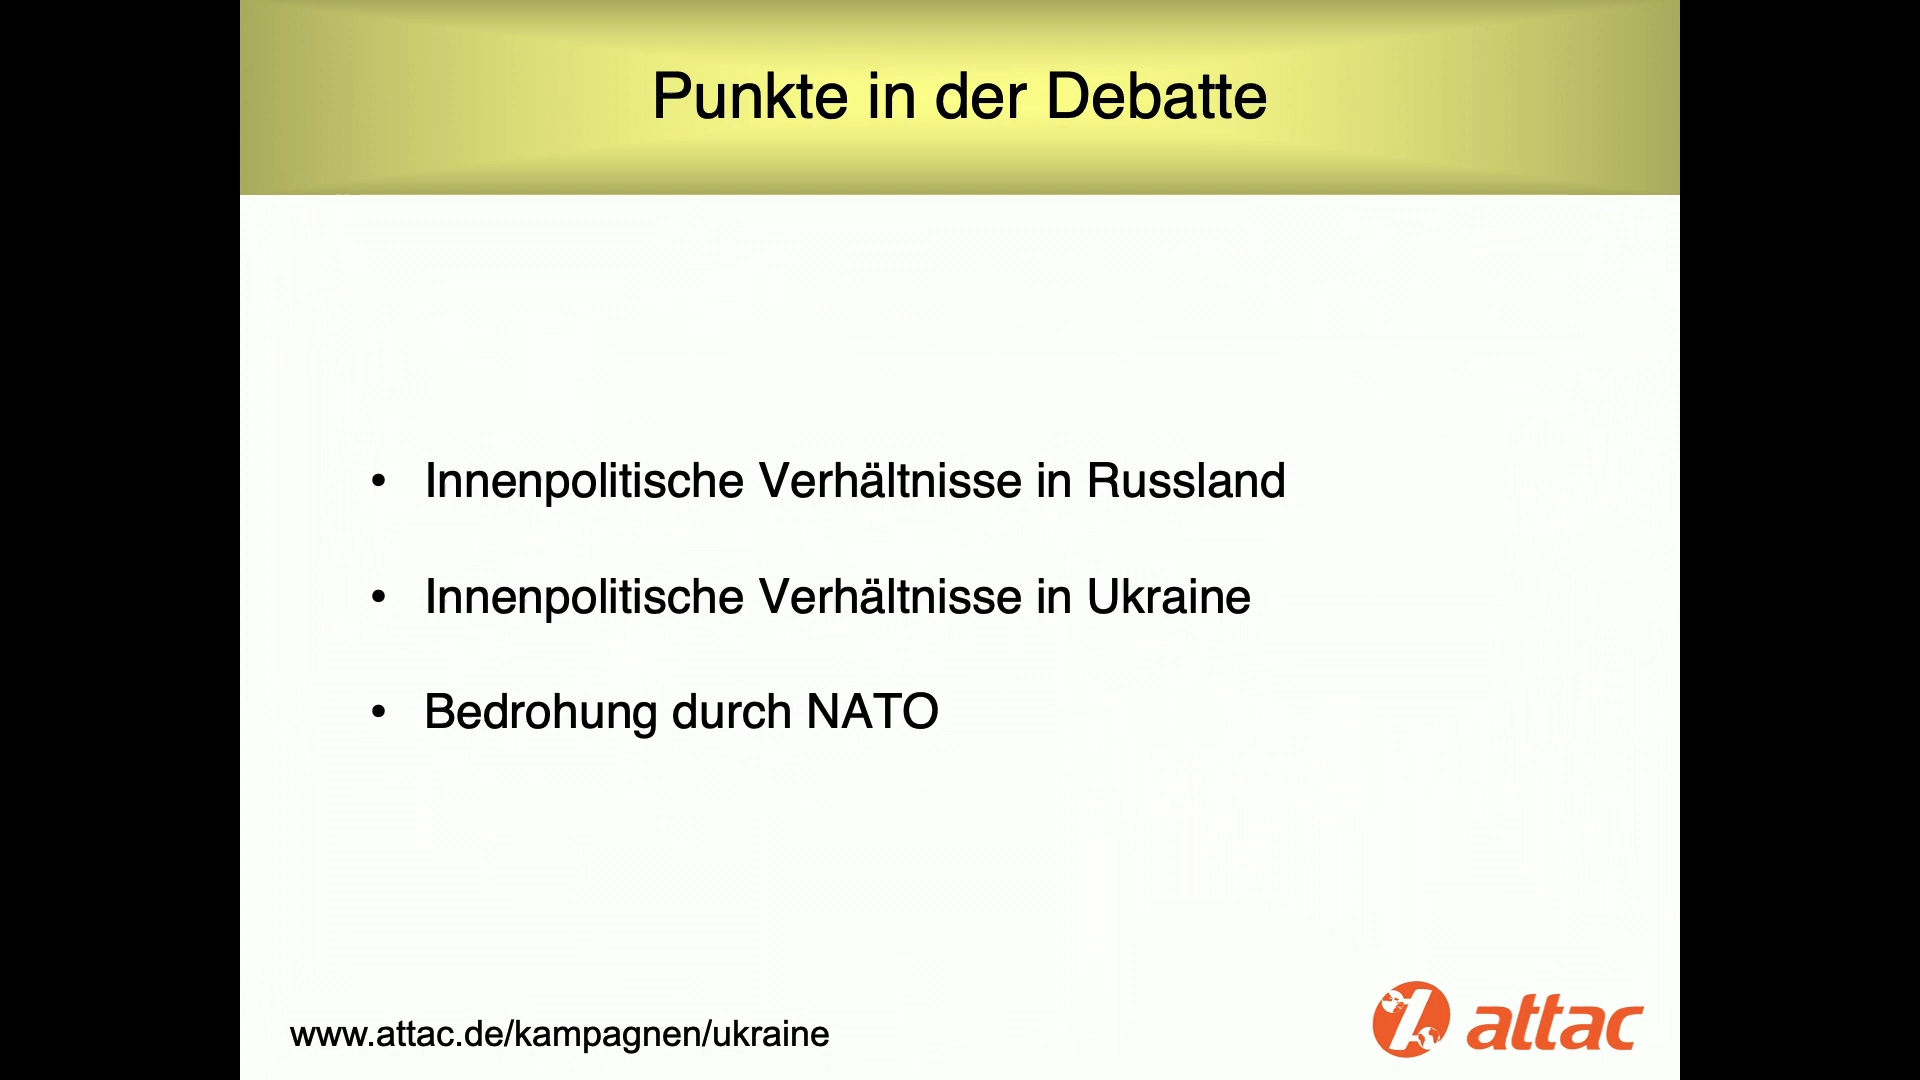 Punkte in der Debatte
• Innenpolitische Verhältnisse in Russland
• Innenpolitische Verhältnisse in Ukraine
• Bedrohung durch NATO
www.attac.de/kampagnen/ukraine
attac